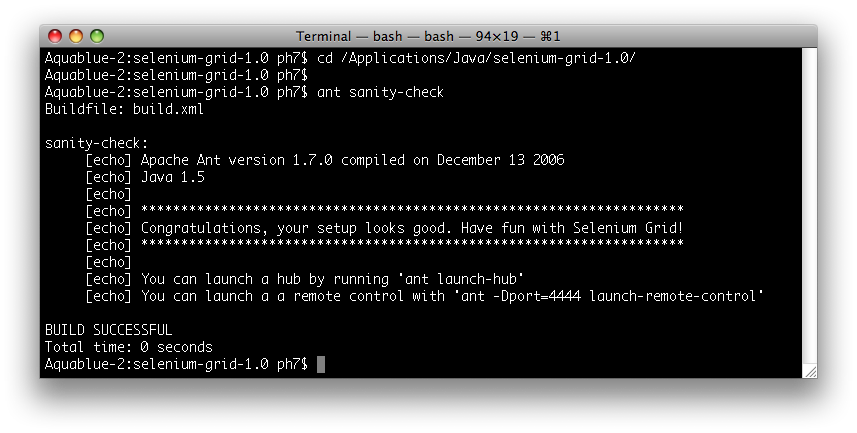 Terminal — bash — bash — 94×19 — ⌘1
Aquablue-2:selenium-grid-1.0 ph7$ cd /Applications/Java/selenium-grid-1.0/
Aquablue-2:selenium-grid-1.0 ph7$
Aquablue-2:selenium-grid-1.0 ph7$ ant sanity-check
Buildfile: build.xml
sanity-check:
[echo] Apache Ant version 1.7.0 compiled on December 13 2006
[echo] Java 1.5
[echo]
[echo] ********************************************************************
[echo] Congratulations, your setup looks good. Have fun with Selenium Grid!
[echo] ********************************************************************
[echo]
[echo] You can launch a hub by running 'ant launch-hub'
[echo] You can launch a a remote control with 'ant -Dport=4444 launch-remote-control'
BUILD SUCCESSFUL
Total time: 0 seconds
Aquablue-2:selenium-grid-1.0 ph7$